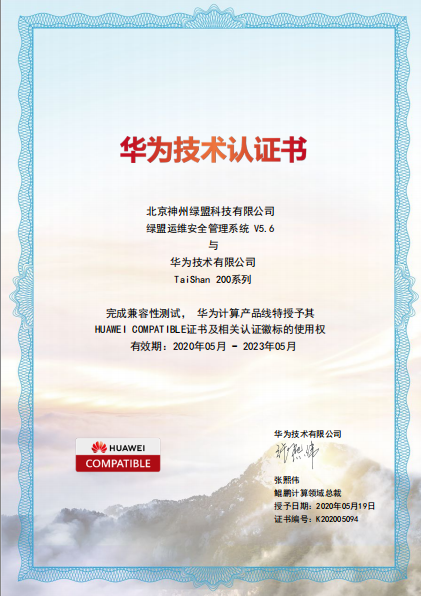 华为技术认证书
北京神州绿盟科技有限公司
绿盟运维安全管理系统 V5.6
与
华为技术有限公司
TaiShan 200系列
完成兼容性测试， 华为计算产品线特授予其
HUAWEI COMPATIBLE证书及相关认证徽标的使用权
有效期：2020年05月 - 2023年05月
HUAWEI
COMPATIBLE
华为技术有限公司
张熙伟
张熙伟
鲲鹏计算领域总裁
授予日期：2020年05月19日
证书编号：K202005094